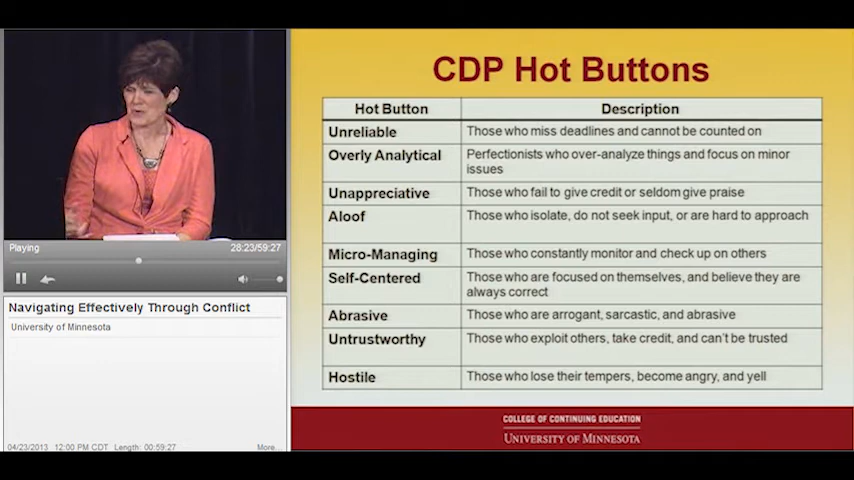 CDP Hot Buttons
Hot Button Description
Unreliable Those who miss deadlines and cannot be counted on
Overly Analytical Perfectionists who over-analyze things and focus on minor
issues
Unappreciative Those who fail to give credit or seldom give praise
Aloof Those who isolate, do not seek input, or are hard to approach
Micro-Managing Those who constantly monitor and check up on others
Self-Centered Those who are focused on themselves, and believe they are
always correct
Abrasive Those who are arrogant, sarcastic, and abrasive
Untrustworthy Those who exploit others, take credit, and can't be trusted
Hostile Those who lose their tempers, become angry, and yell
COLLEGE OF CONTINUING EDUCATION
UNIVERSITY OF MINNESOTA
Playing 28:23/59:27
Navigating Effectively Through Conflict
University of Minnesota
04/23/2013 12:00 PM CDT Length: 00:59:27 More...